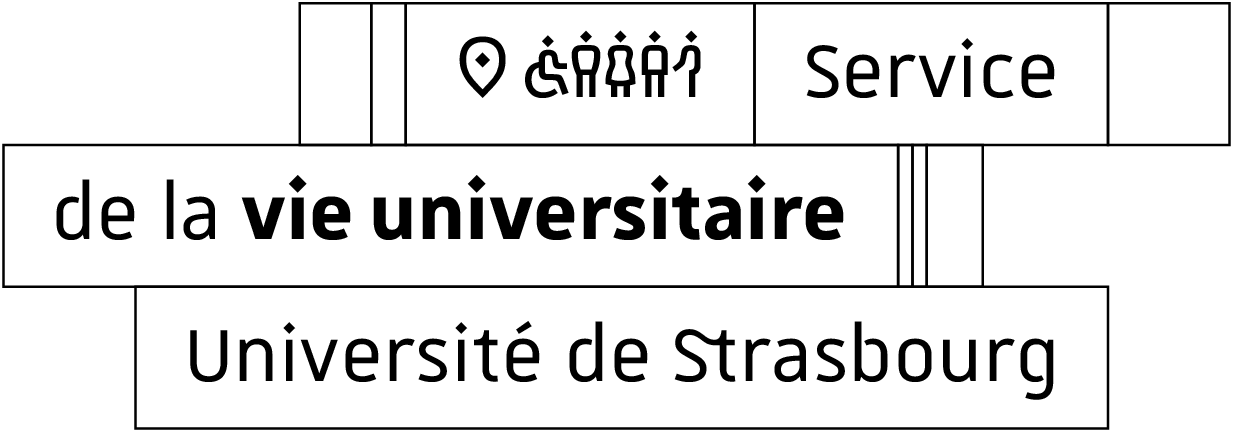 Service
de la vie universitaire
Université de Strasbourg